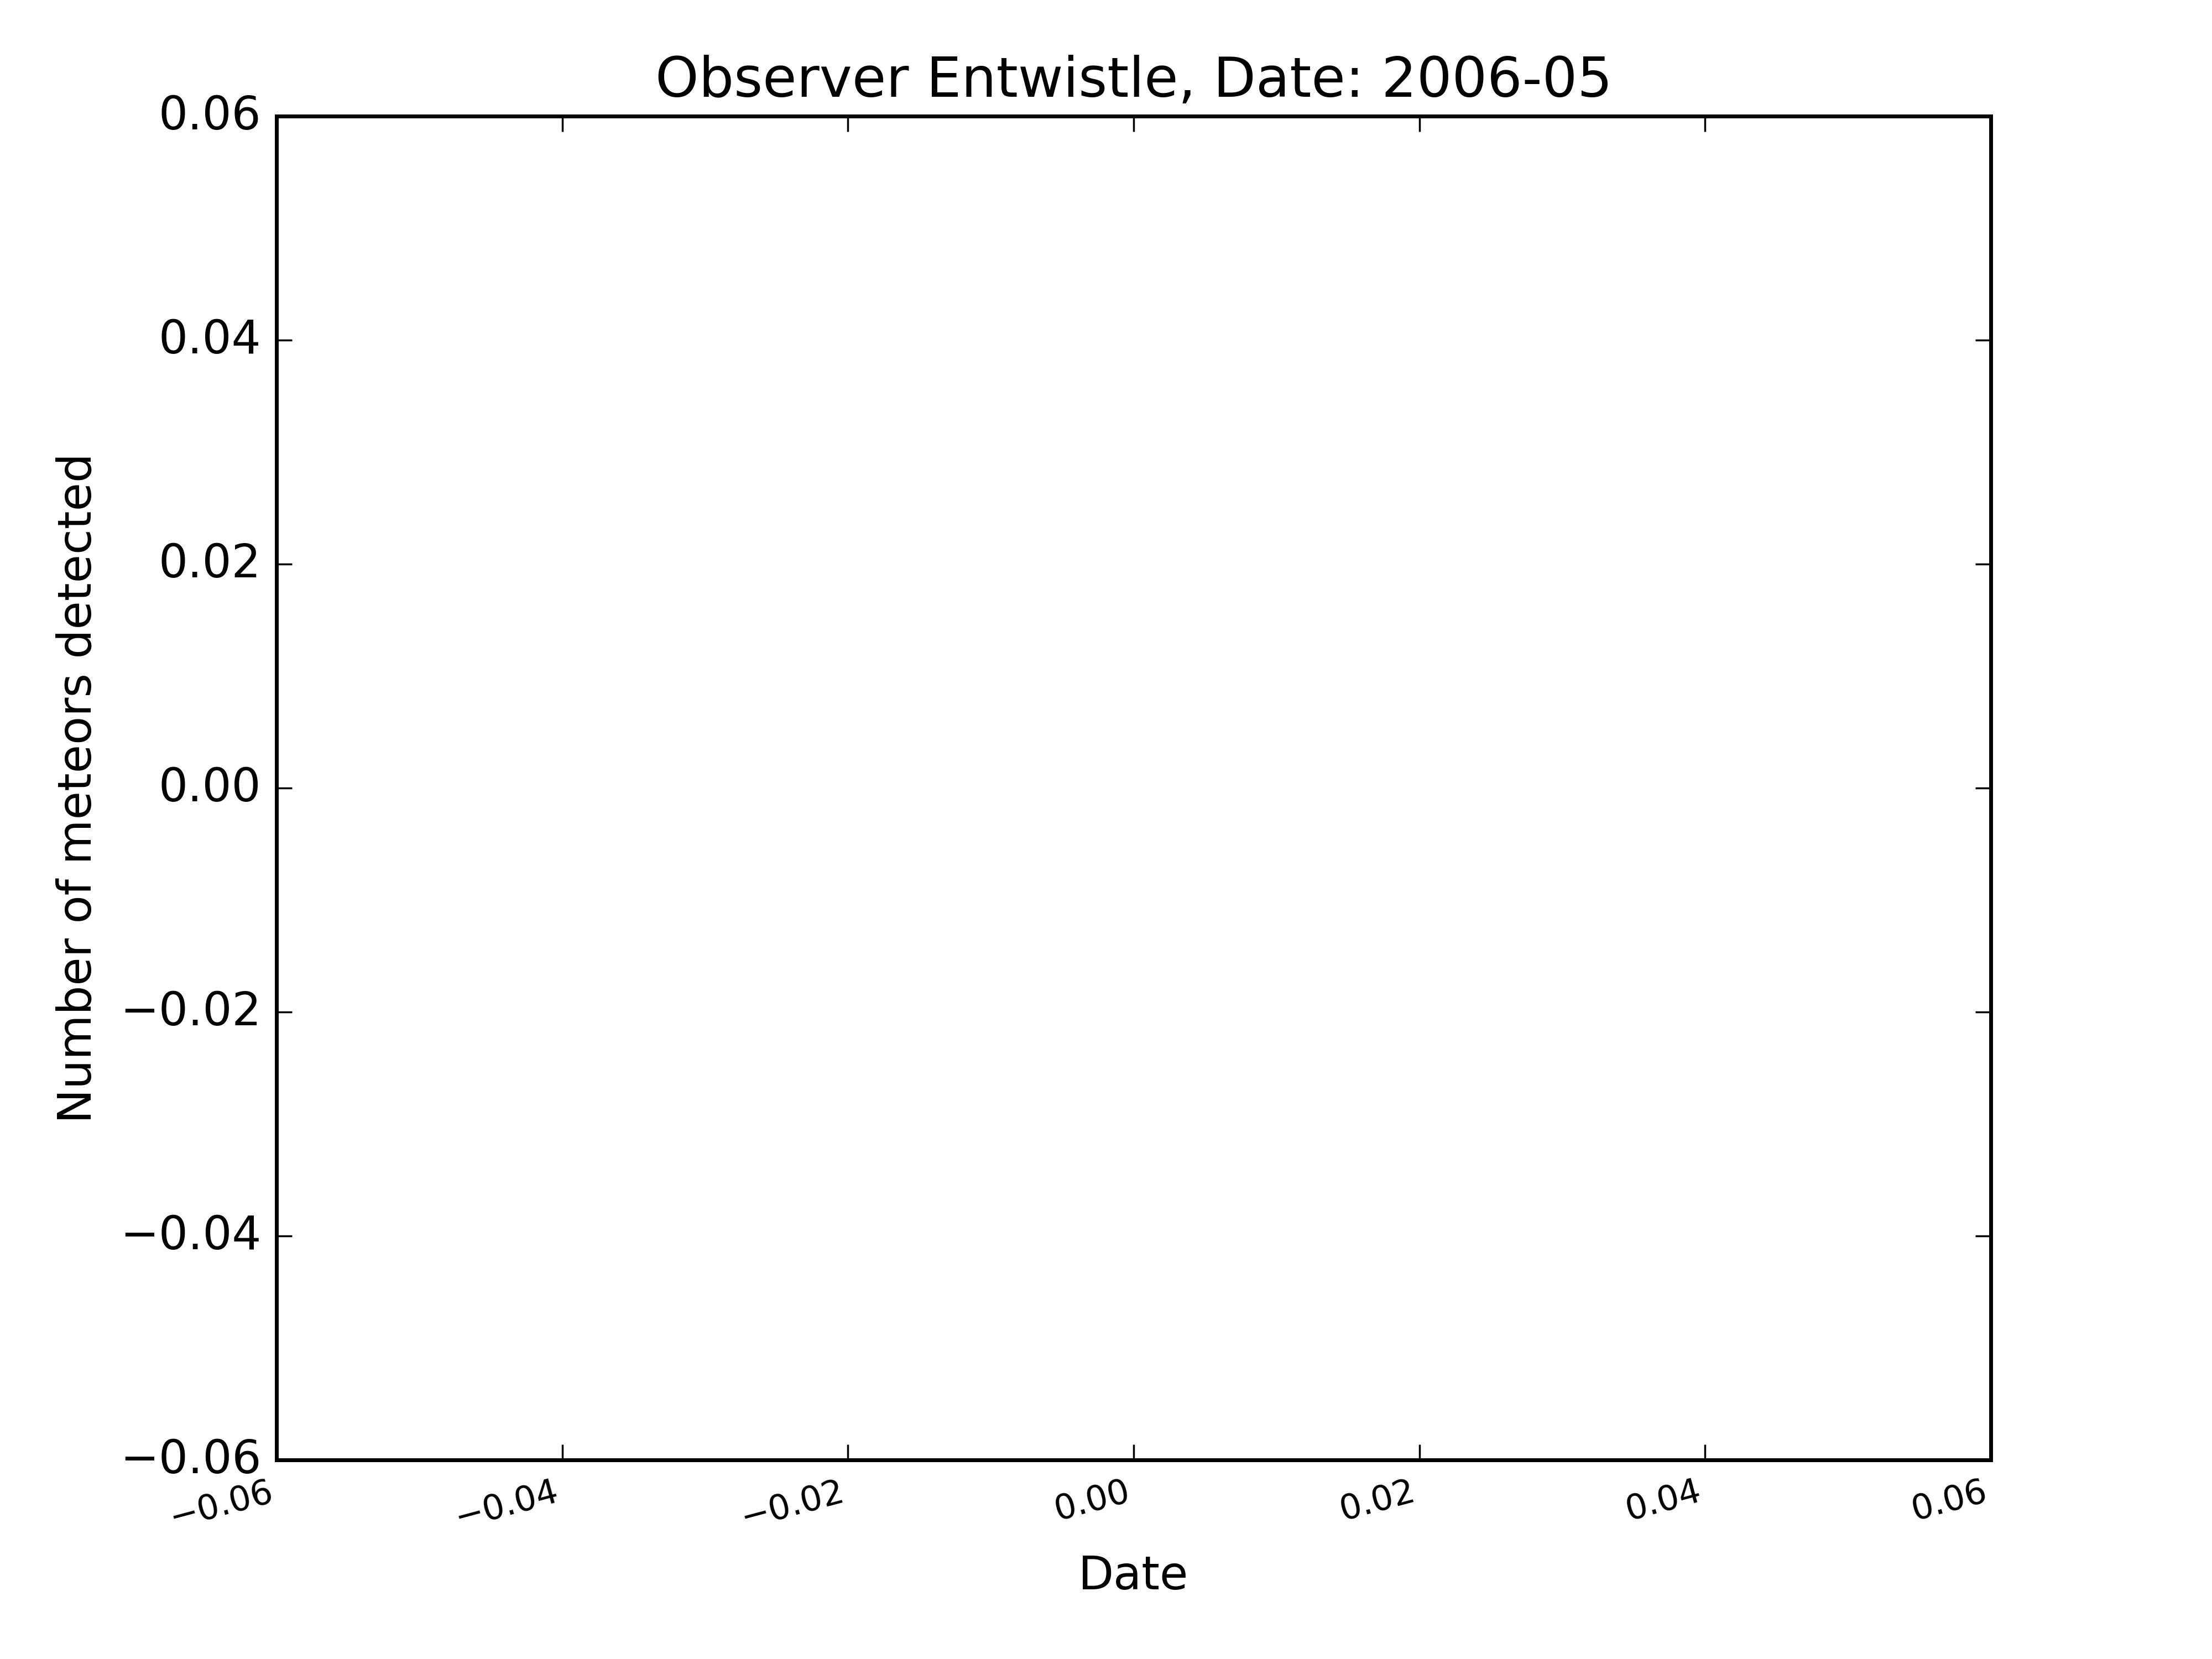 Observer Entwistle, Date: 2006-05
Number of meteors detected
0.06
0.04
0.02
0.00
−0.02
−0.04
−0.06
−0.06 −0.04 −0.02 0.00 0.02 0.04 0.06
Date